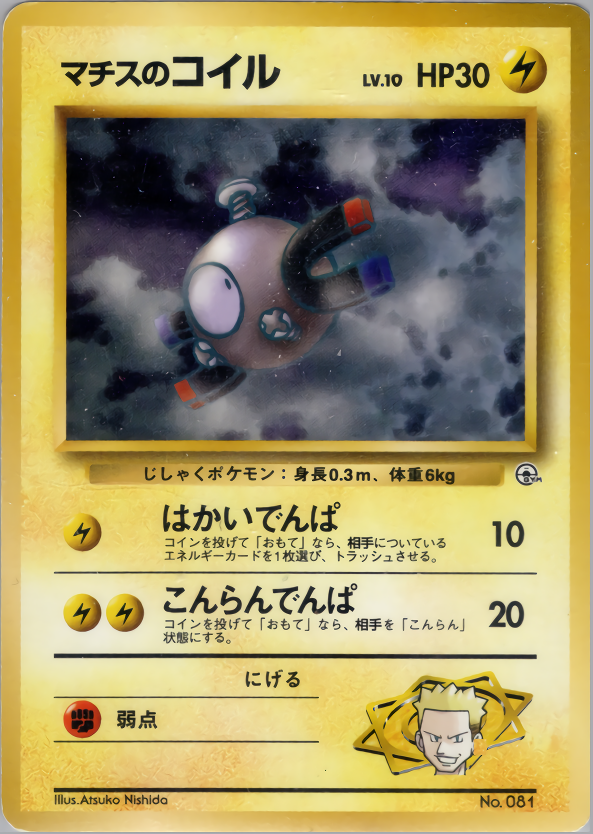 マチスのコイル LV.10 HP30
じしゃくポケモン：身長0.3m、体重6kg
GYM
はかいでんぱ 10
コインを投げて「おもて」なら、相手についている
エネルギーカードを1枚選び、トラッシュさせる。
こんらんでんぱ 20
コインを投げて「おもて」なら、相手を「こんらん」
状態にする。
にげる
弱点
Illus.Atsuko Nishida No. 081